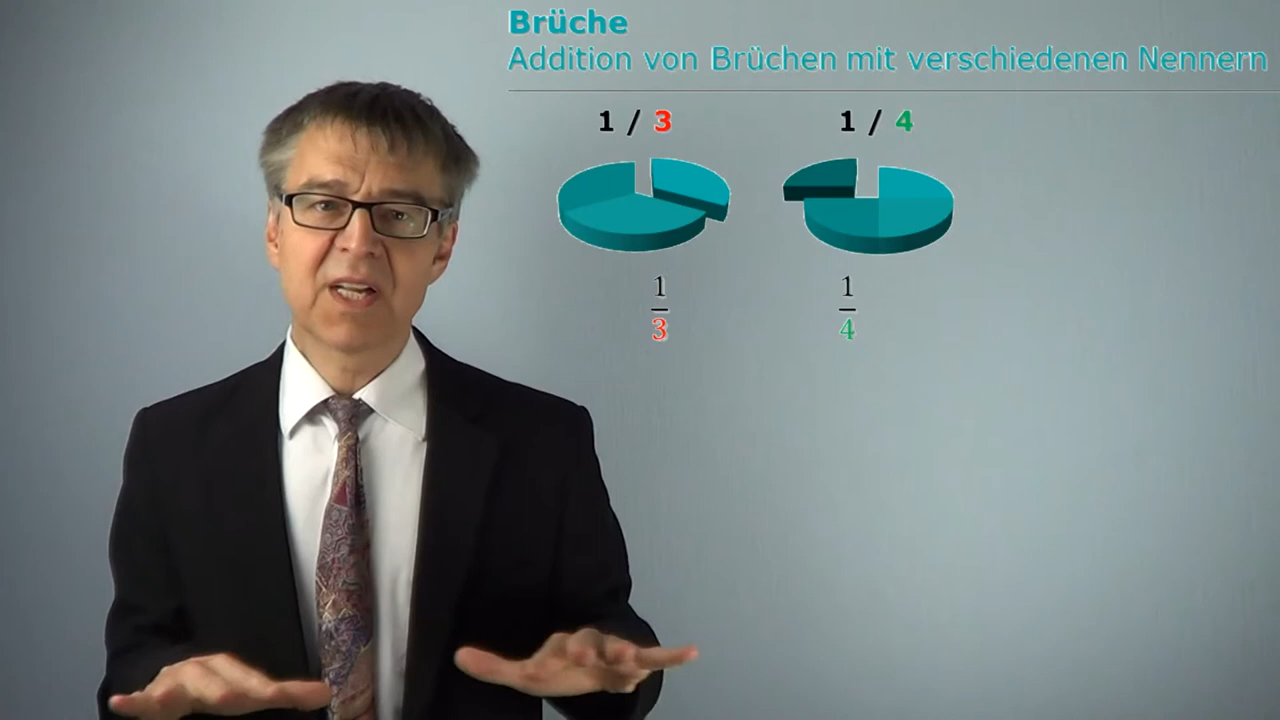 Brüche
Addition von Brüchen mit verschiedenen Nennern
1 / 3 1 / 4
1 1
3 4